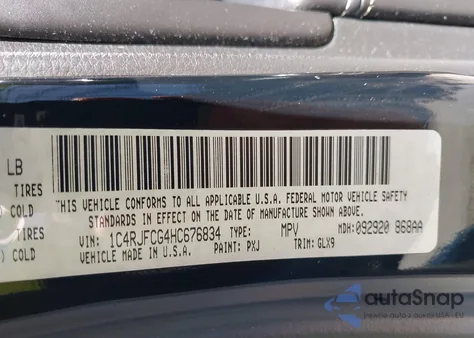 LB
TIRES
COLD
TIRES
COLD
THIS VEHICLE CONFORMS TO ALL APPLICABLE U.S.A. FEDERAL MOTOR VEHICLE SAFETY
STANDARDS IN EFFECT ON THE DATE OF MANUFACTURE SHOWN ABOVE.
VIN: 1C4RJFCG4HC676834 TYPE: MPV MDH: 092920 868AA
VEHICLE MADE IN U.S.A. PAINT: PXJ TRIM: GLX9
autoSnap